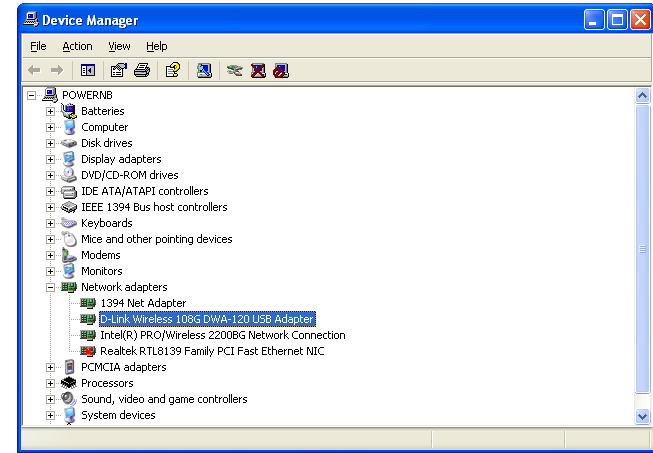 Device Manager
File Action View Help
POWERNB
Batteries
Computer
Disk drives
Display adapters
DVD/CD-ROM drives
IDE ATA/ATAPI controllers
IEEE 1394 Bus host controllers
Keyboards
Mice and other pointing devices
Modems
Monitors
Network adapters
1394 Net Adapter
D-Link Wireless 108G DWA-120 USB Adapter
Intel(R) PRO/Wireless 2200BG Network Connection
Realtek RTL8139 Family PCI Fast Ethernet NIC
PCMCIA adapters
Processors
Sound, video and game controllers
System devices